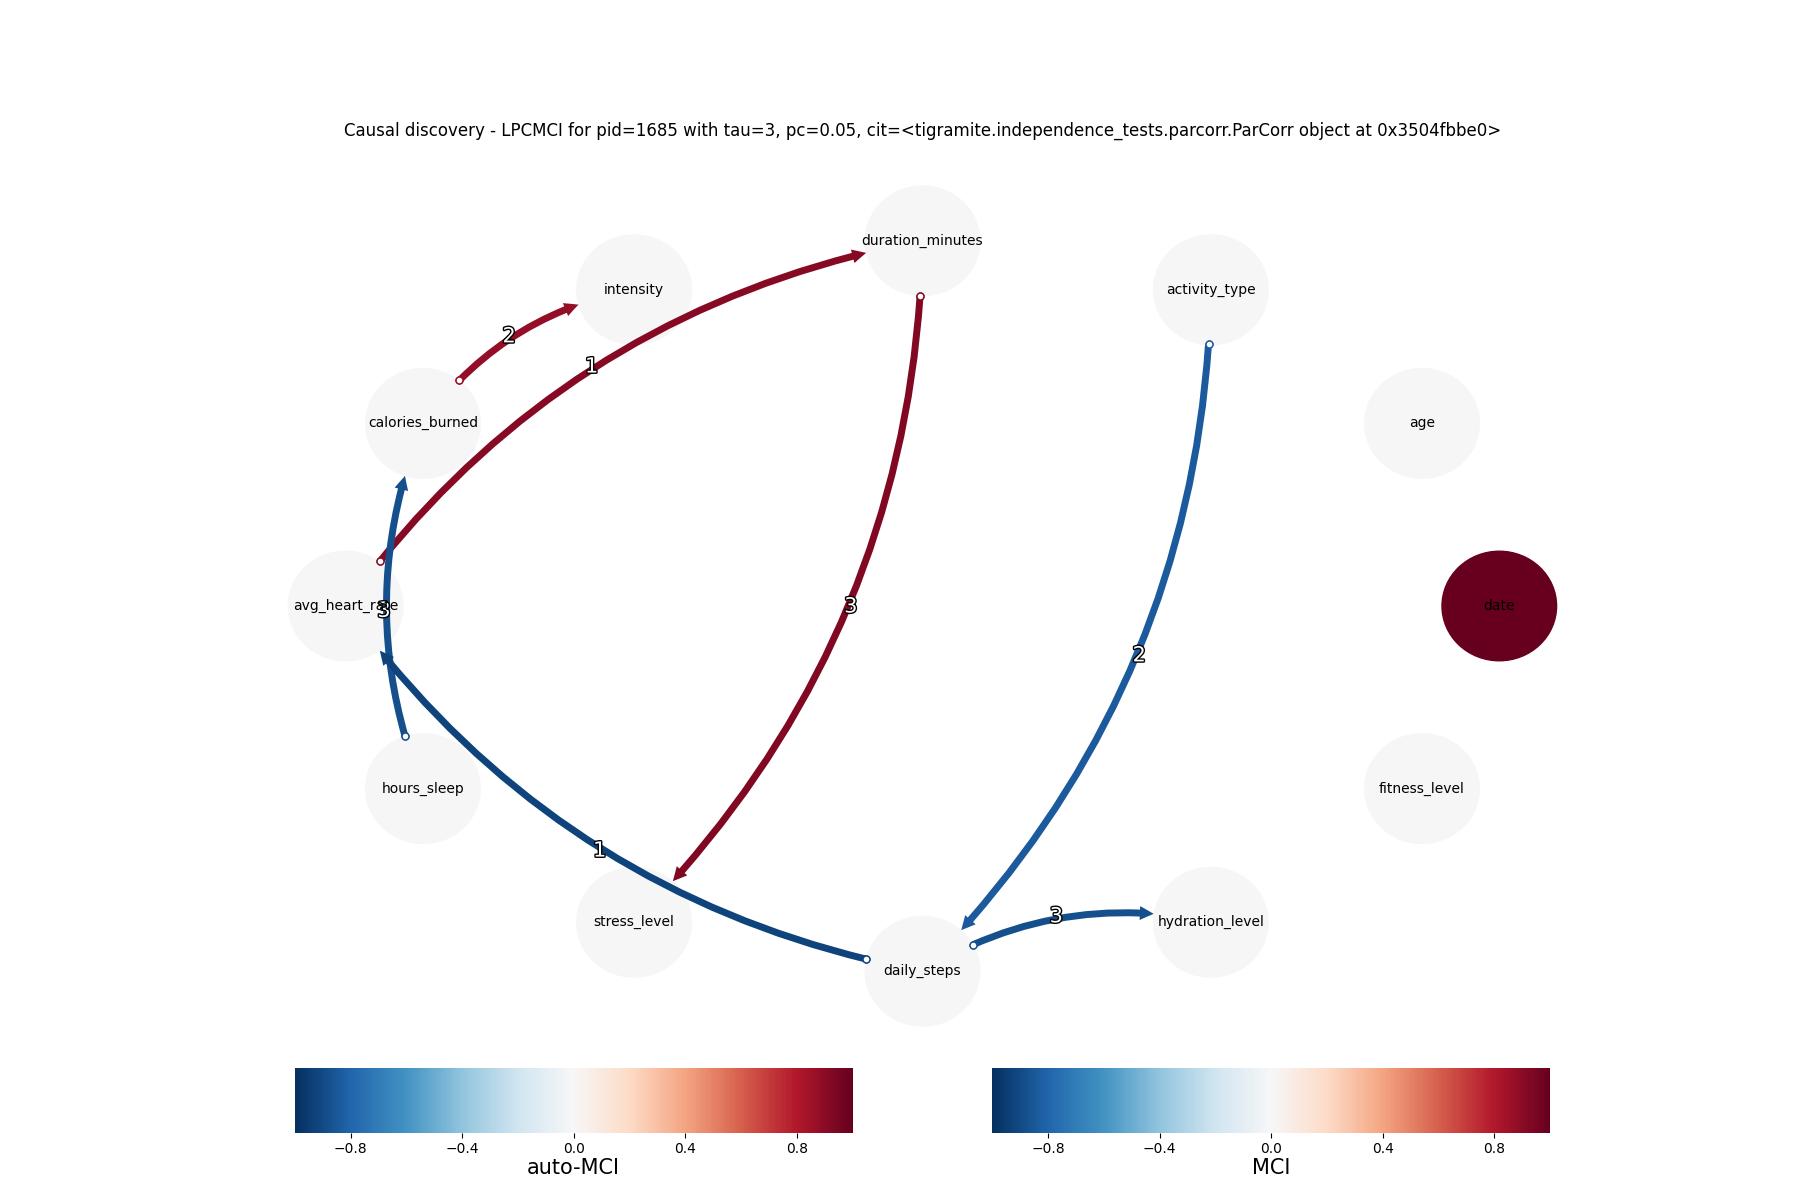 Causal discovery - LPCMCI for pid=1685 with tau=3, pc=0.05, cit=<tigramite.independence_tests.parcorr.ParCorr object at 0x3504fbbe0>
duration_minutes
intensity
activity_type
2
1
calories_burned
age
avg_heart_rate
3
3
date
2
hours_sleep
fitness_level
1
stress_level
3
hydration_level
daily_steps
−0.8 −0.4 0.0 0.4 0.8
auto-MCI
−0.8 −0.4 0.0 0.4 0.8
MCI